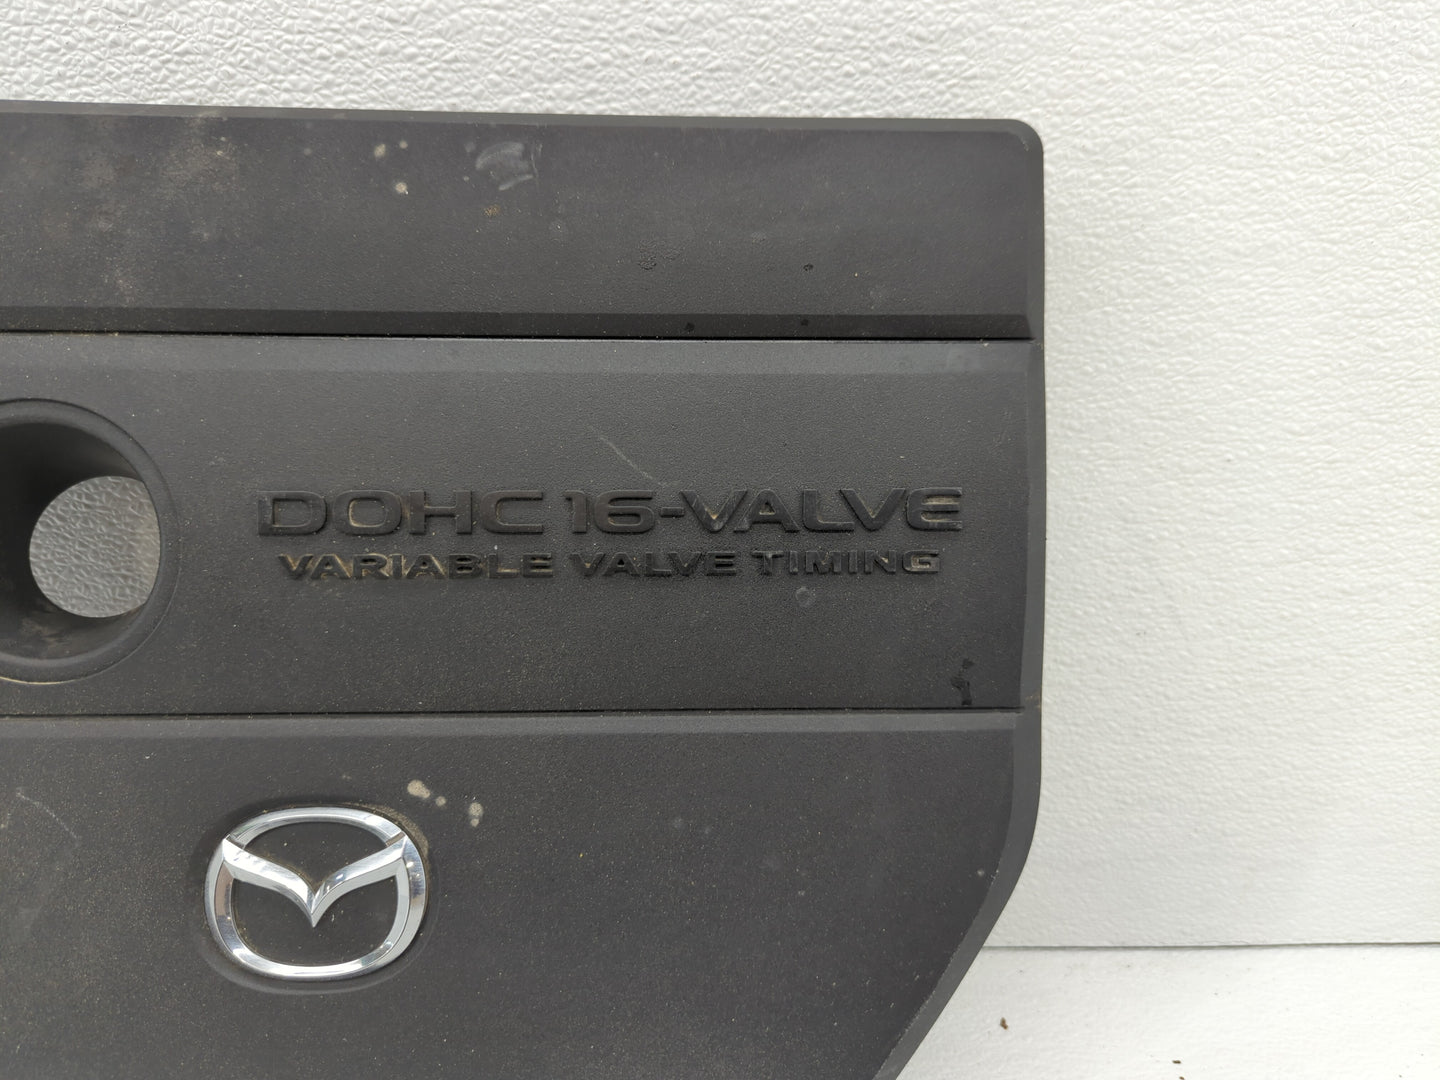 DOHC 16-VALVE
VARIABLE VALVE TIMING